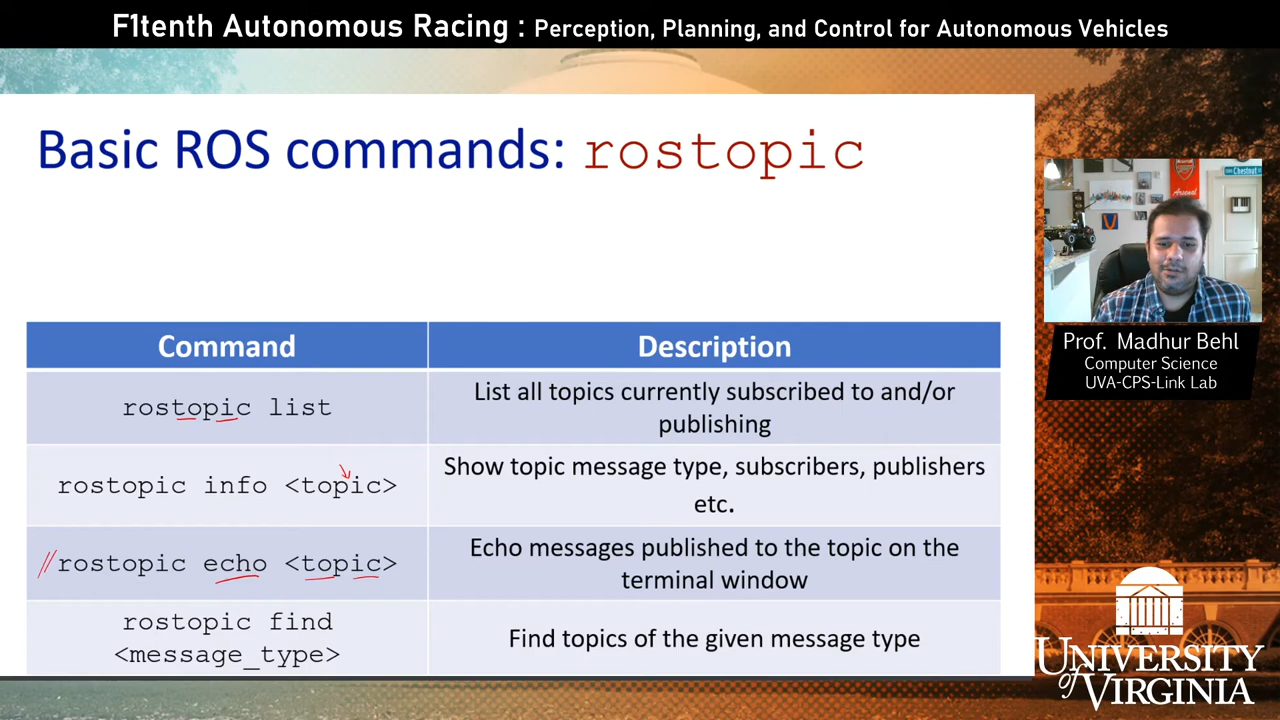 F1tenth Autonomous Racing : Perception, Planning, and Control for Autonomous Vehicles
Basic ROS commands: rostopic
Command Description
rostopic list
List all topics currently subscribed to and/or
publishing
rostopic info <topic>
Show topic message type, subscribers, publishers
etc.
rostopic echo <topic>
Echo messages published to the topic on the
terminal window
rostopic find
<message_type>
Find topics of the given message type
Arsenal
Chestnut
Prof. Madhur Behl
Computer Science
UVA-CPS-Link Lab
UNIVERSITY
of VIRGINIA